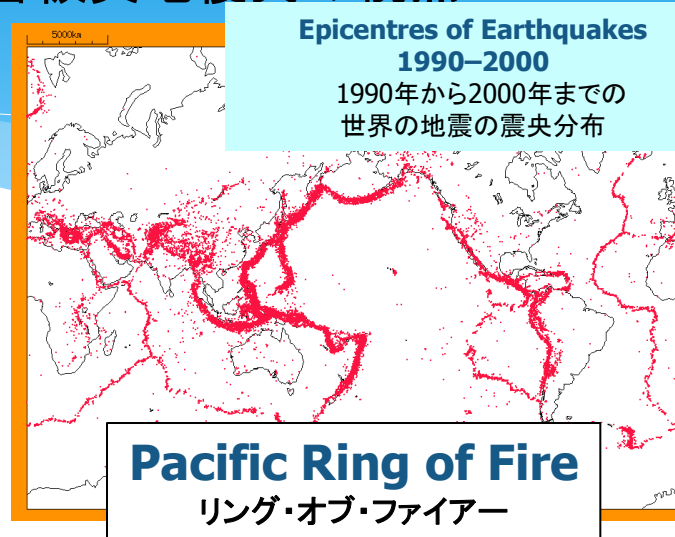 5000km
Epicentres of Earthquakes
1990–2000
1990年から2000年までの
世界の地震の震央分布
Pacific Ring of Fire
リング・オブ・ファイアー